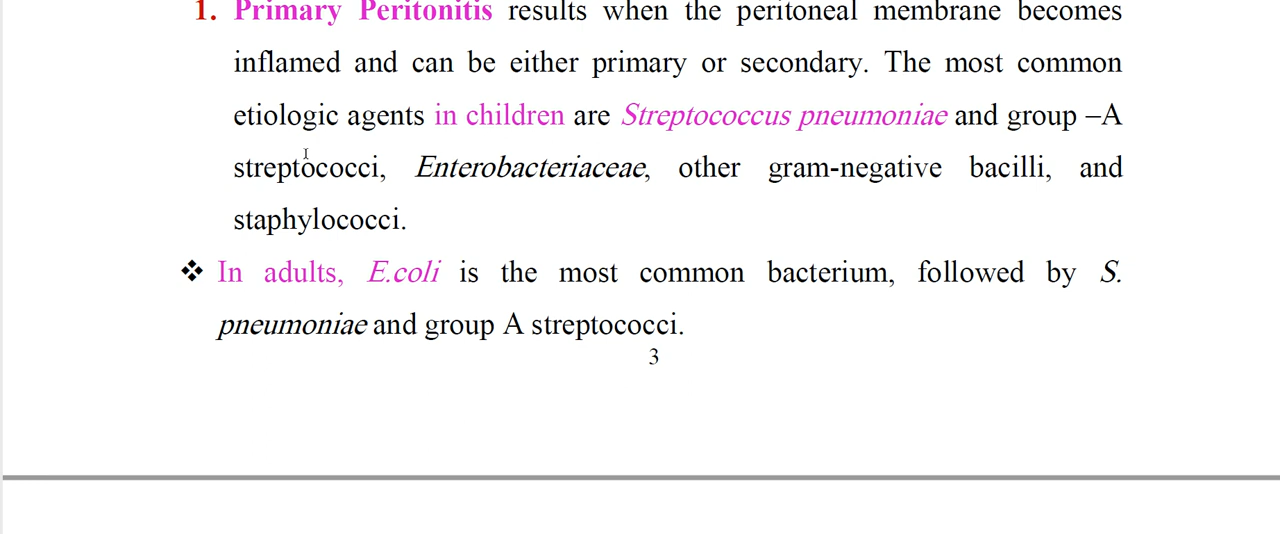 1. Primary Peritonitis results when the peritoneal membrane becomes
inflamed and can be either primary or secondary. The most common
etiologic agents in children are Streptococcus pneumoniae and group –A
streptococci, Enterobacteriaceae, other gram-negative bacilli, and
staphylococci.
❖ In adults, E.coli is the most common bacterium, followed by S.
pneumoniae and group A streptococci.
3